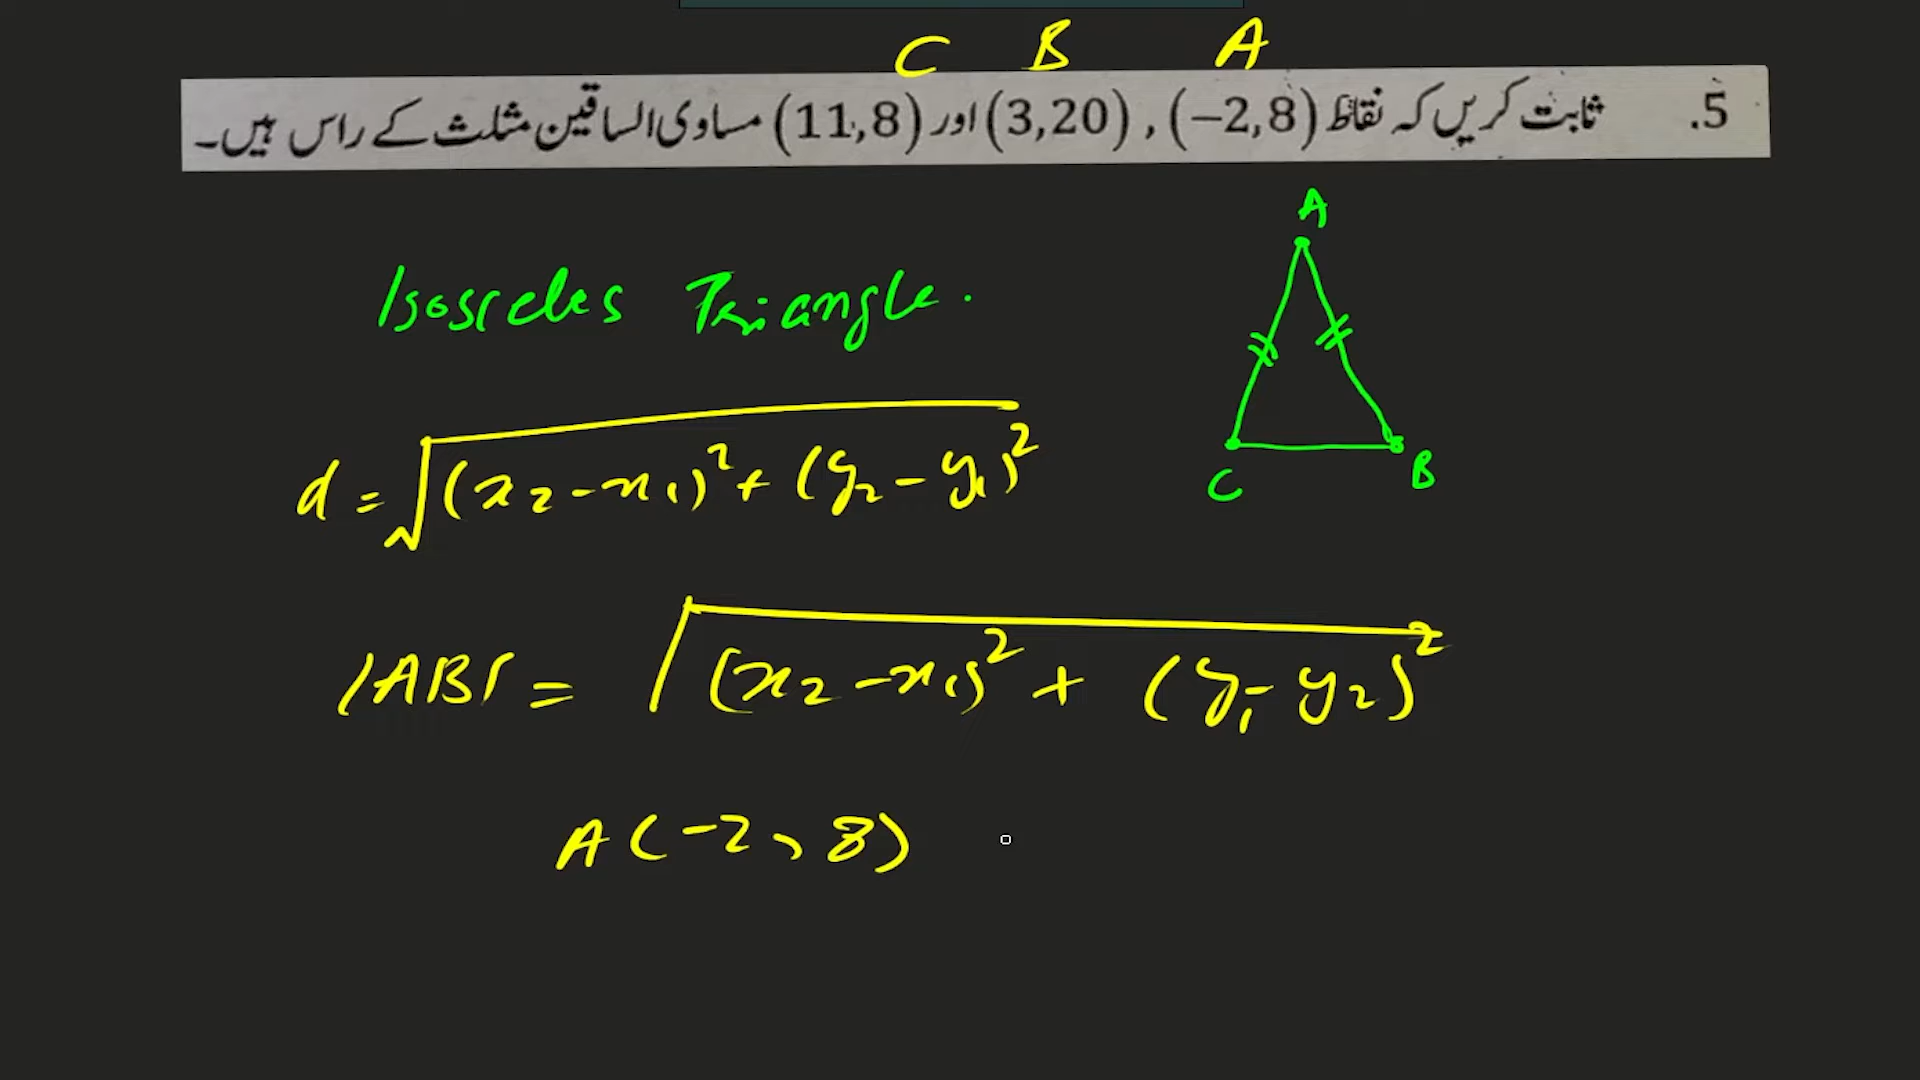 C B A
5. ثابت کریں کہ نقاط (−2,8) , (3,20) اور (11,8) مساوی الساقین مثلث کے راس ہیں۔
A
Isosceles Triangle.
d = √(x₂-x₁)² + (y₂-y₁)²
C B
|AB| = √(x₂-x₁)² + (y₁-y₂)²
A(-2, 8)